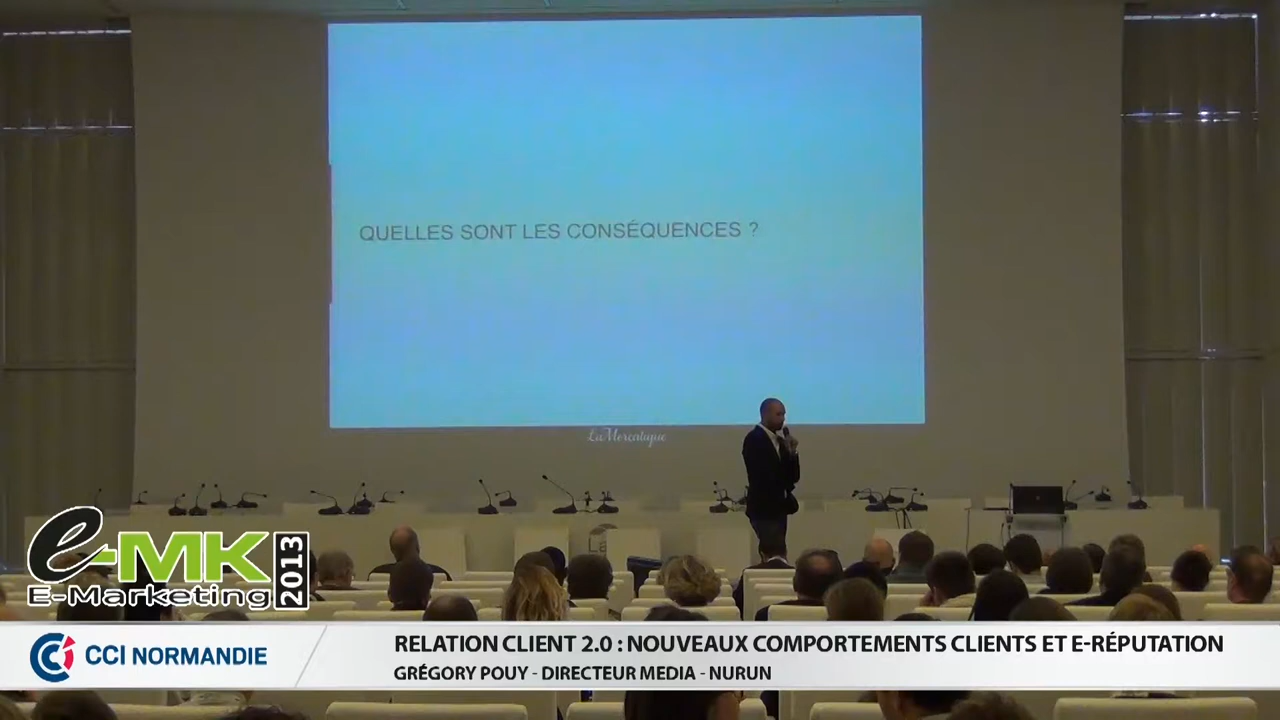 QUELLES SONT LES CONSÉQUENCES ?
LaMercatique
La
e-MK
E-Marketing
2013
CCI NORMANDIE
RELATION CLIENT 2.0 : NOUVEAUX COMPORTEMENTS CLIENTS ET E-RÉPUTATION
GRÉGORY POUY - DIRECTEUR MEDIA - NURUN